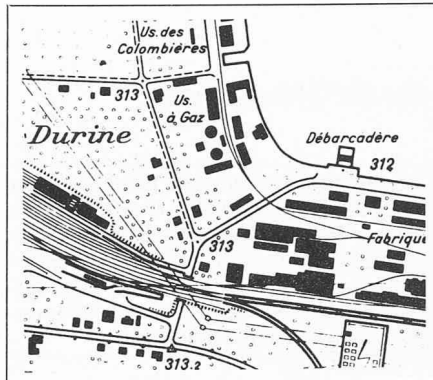 Us. des
Colombières
313
Us.
à Gaz
Durine
Débarcadère
312
313
Fabrique
313.2